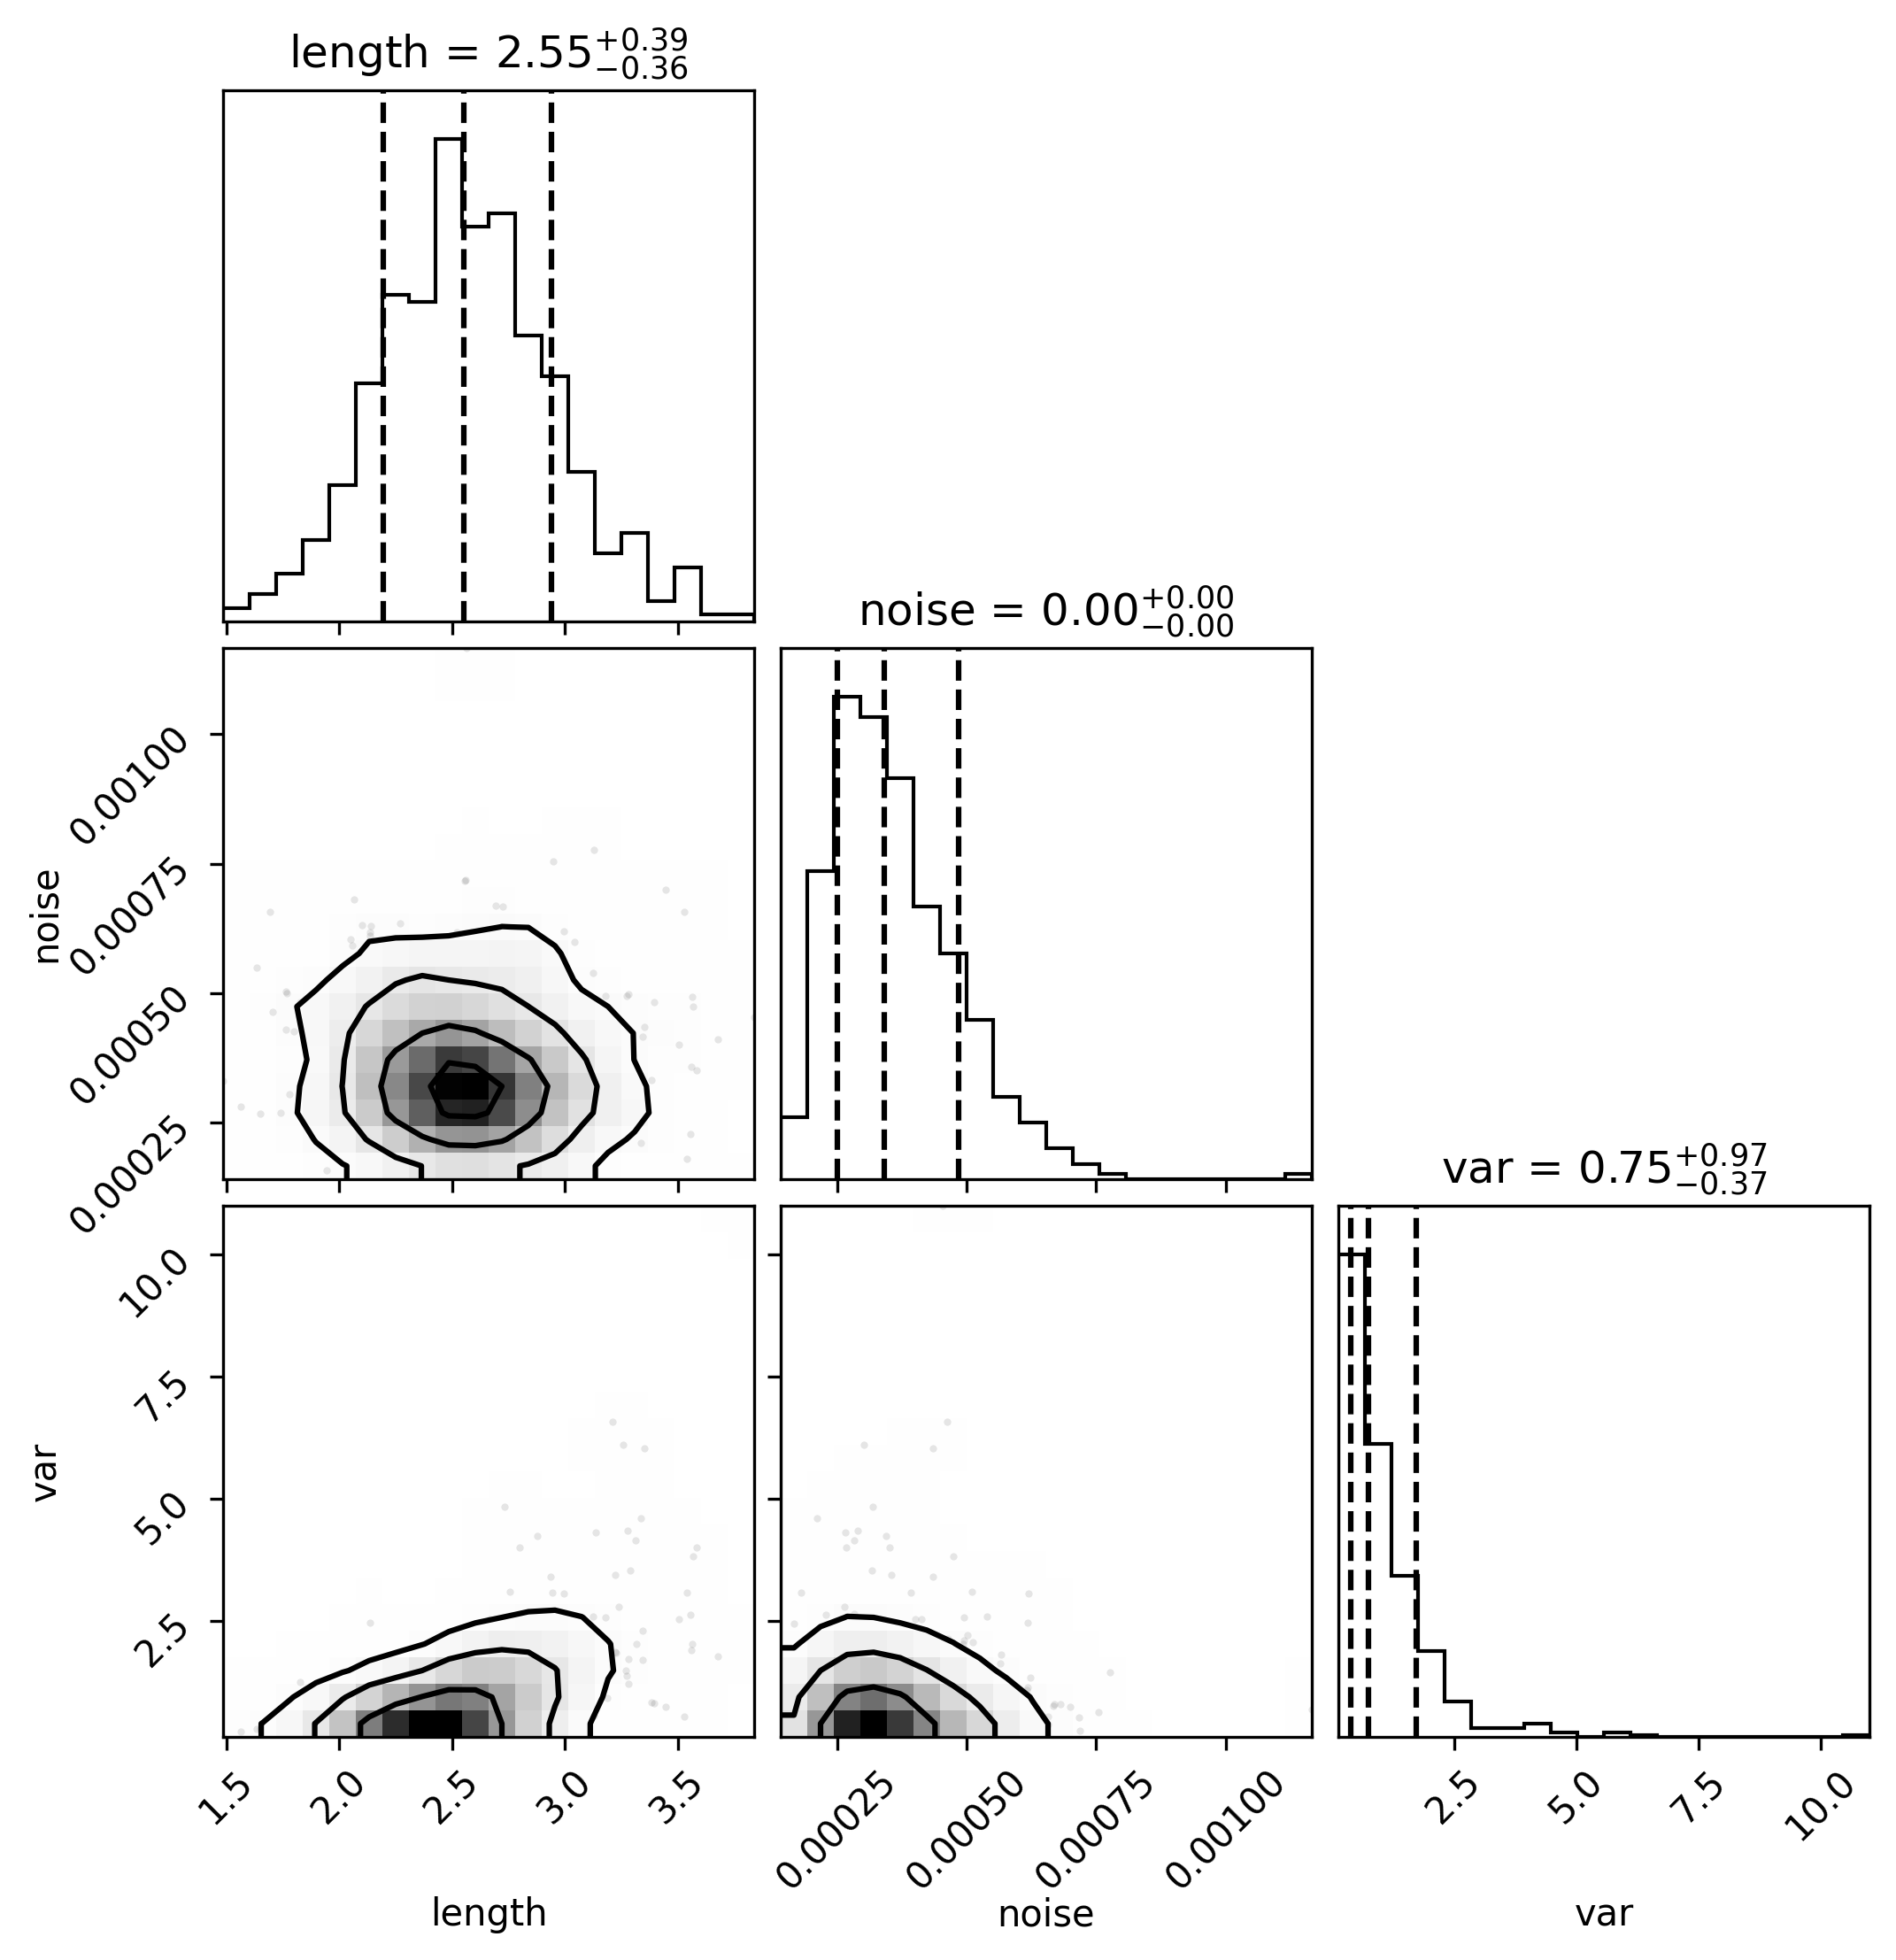 length = 2.55 +0.39 −0.36
noise = 0.00 +0.00 −0.00
0.00100
0.00075
0.00050
0.00025
noise
var = 0.75 +0.97 −0.37
10.0
7.5
5.0
2.5
var
1.5 2.0 2.5 3.0 3.5
0.00025 0.00050 0.00075 0.00100
2.5 5.0 7.5 10.0
length noise var